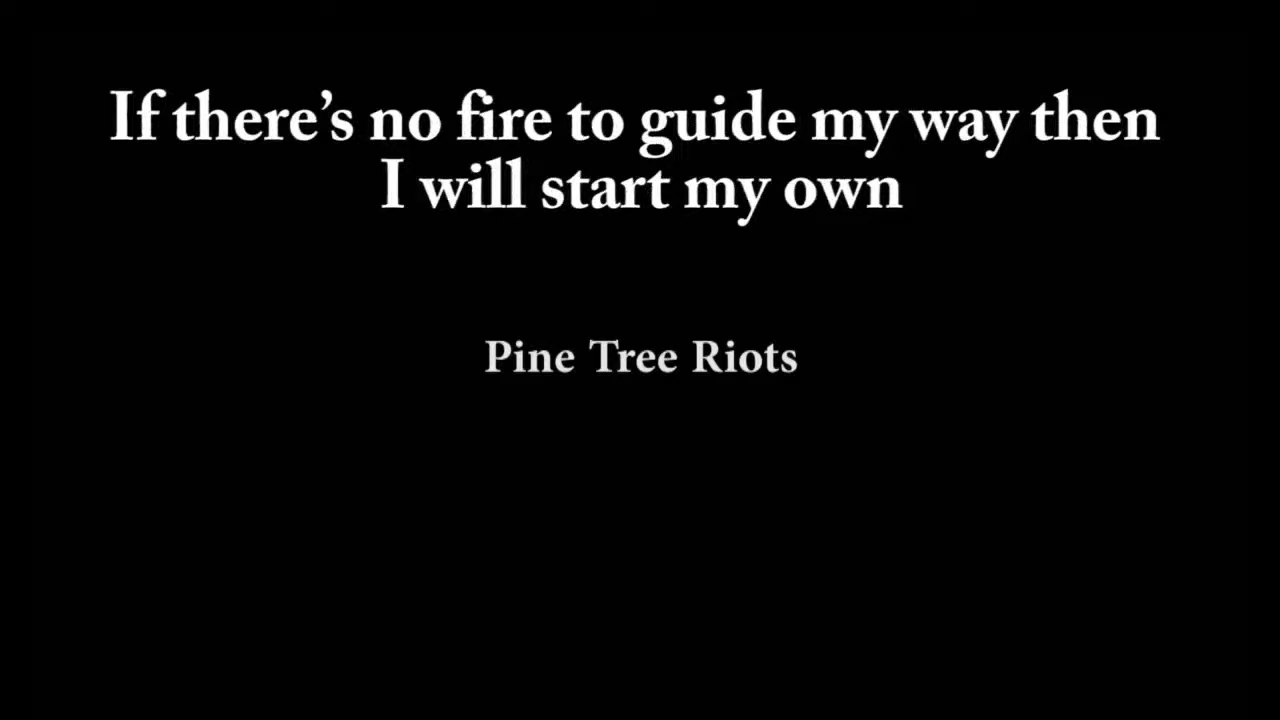 If there’s no fire to guide my way then
I will start my own
Pine Tree Riots